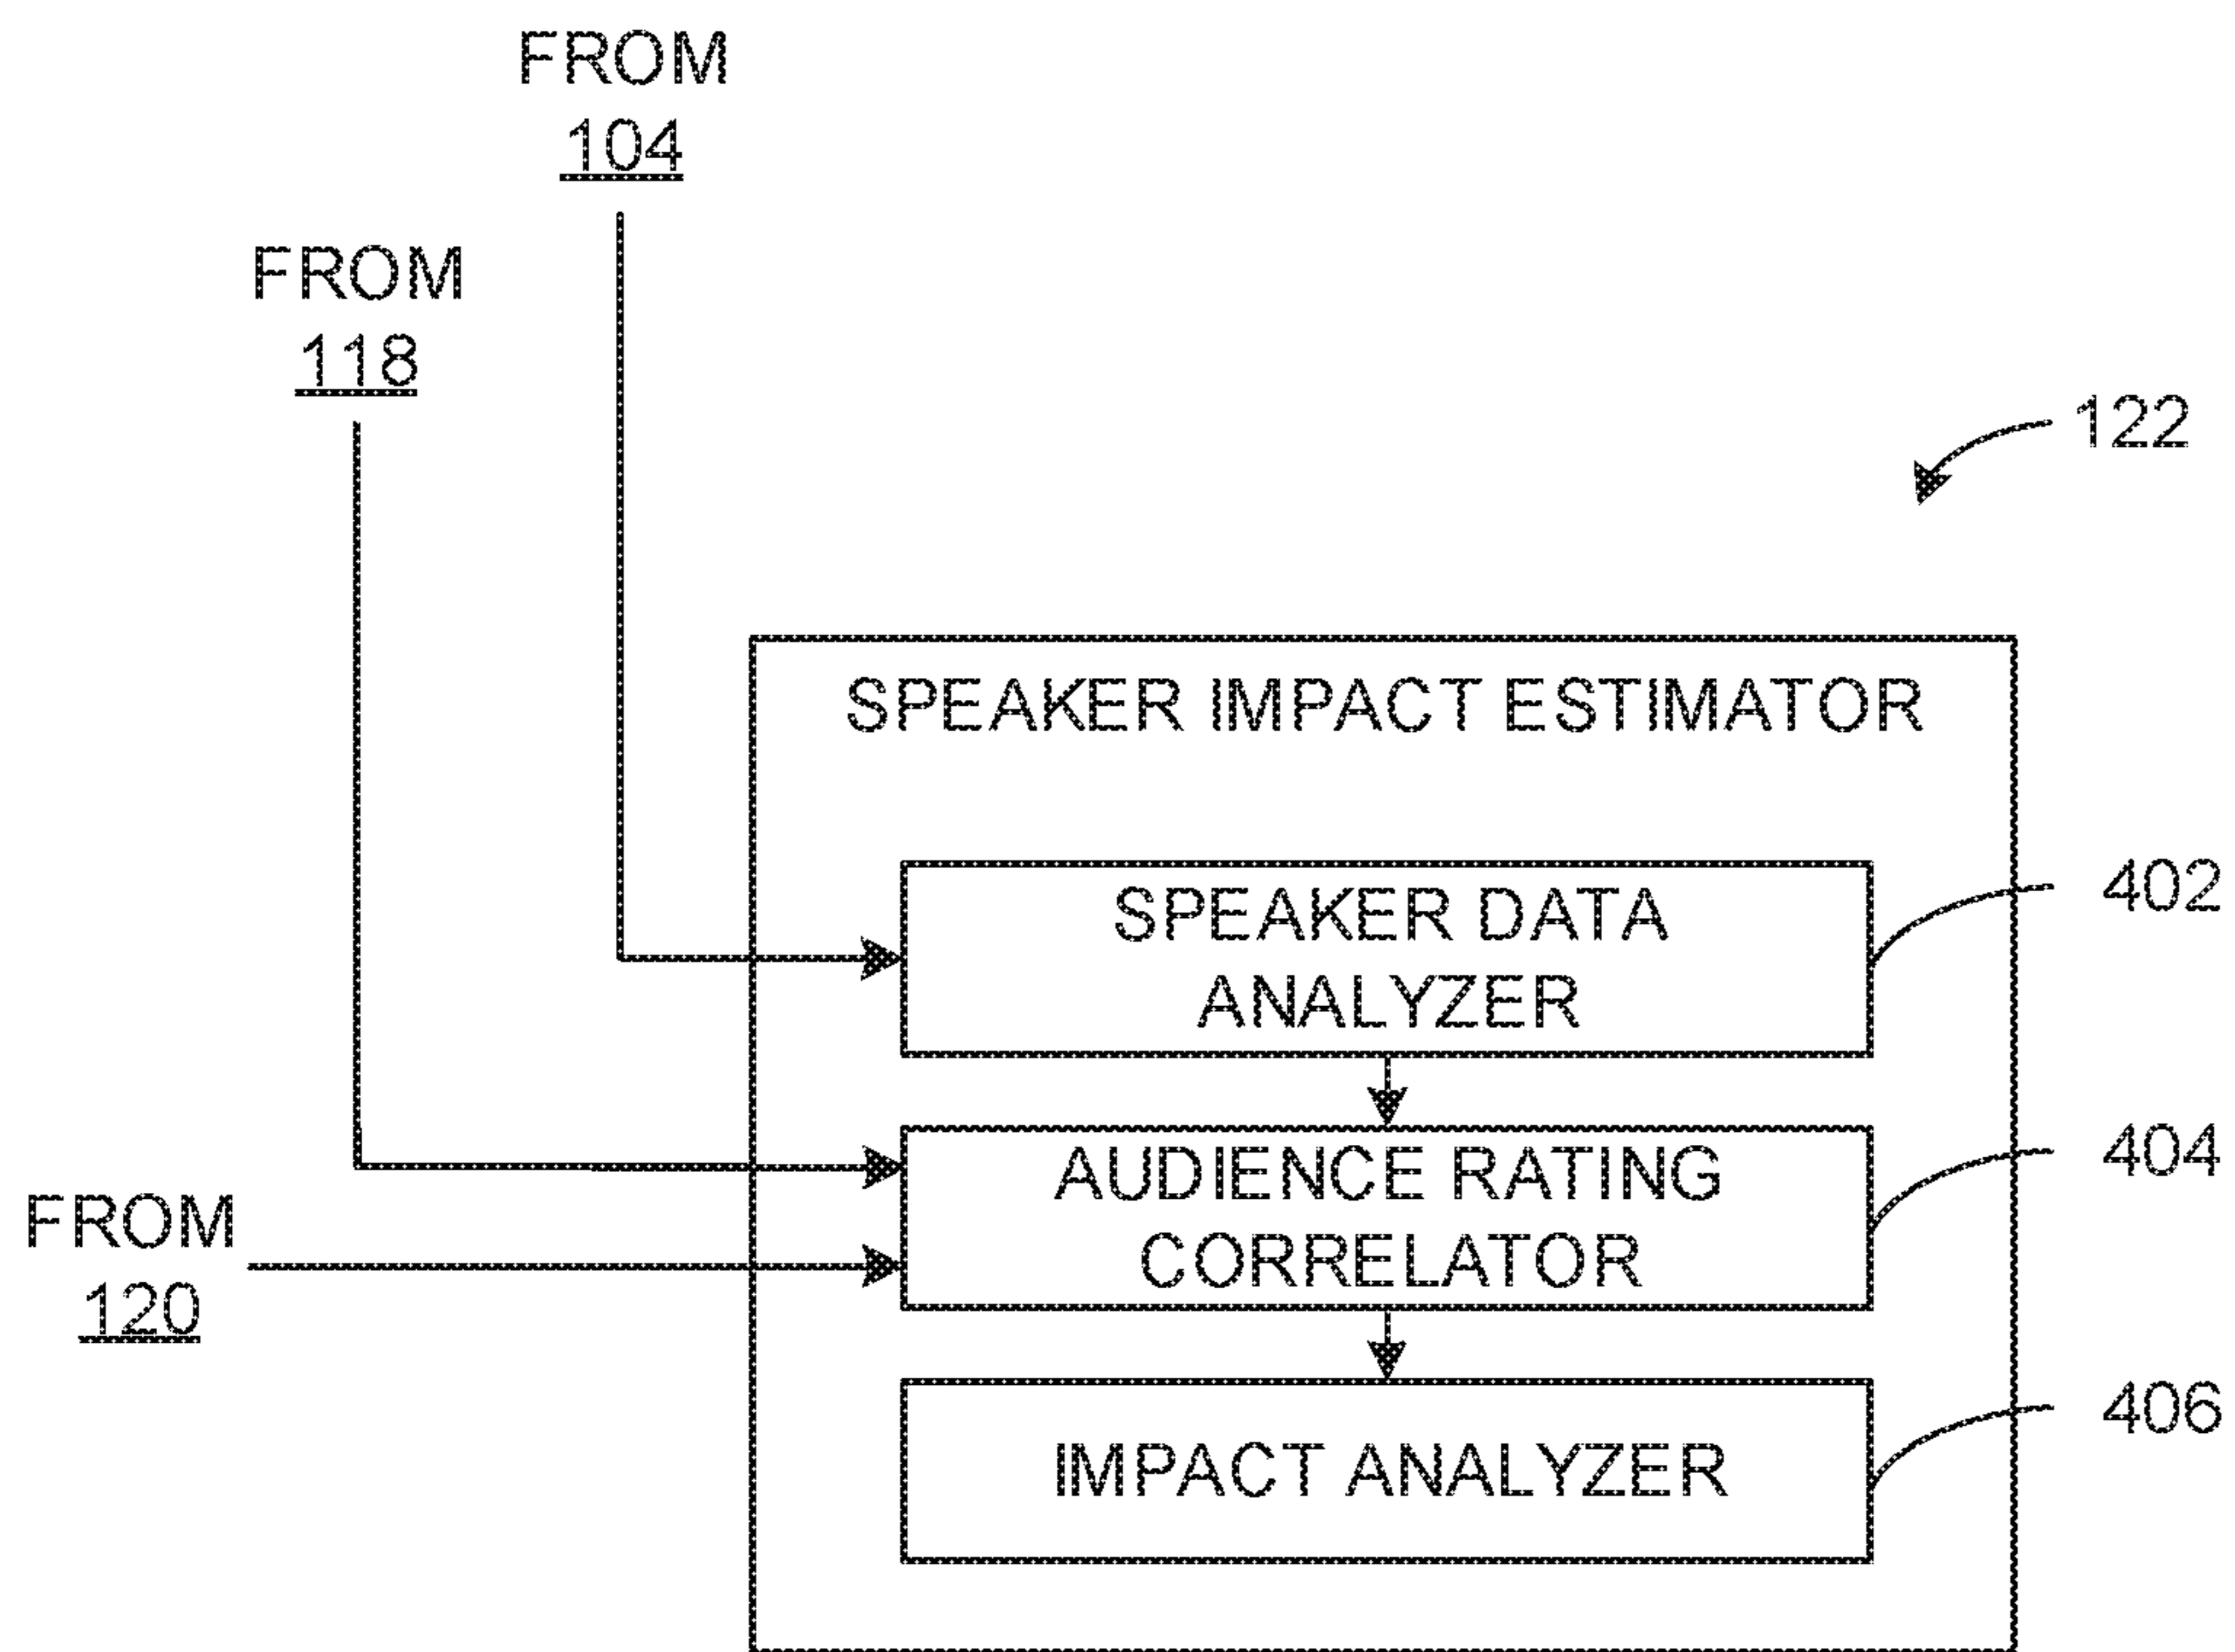 FROM
104
FROM
118
122
SPEAKER IMPACT ESTIMATOR
SPEAKER DATA
ANALYZER
402
AUDIENCE RATING
CORRELATOR
404
FROM
120
IMPACT ANALYZER
406